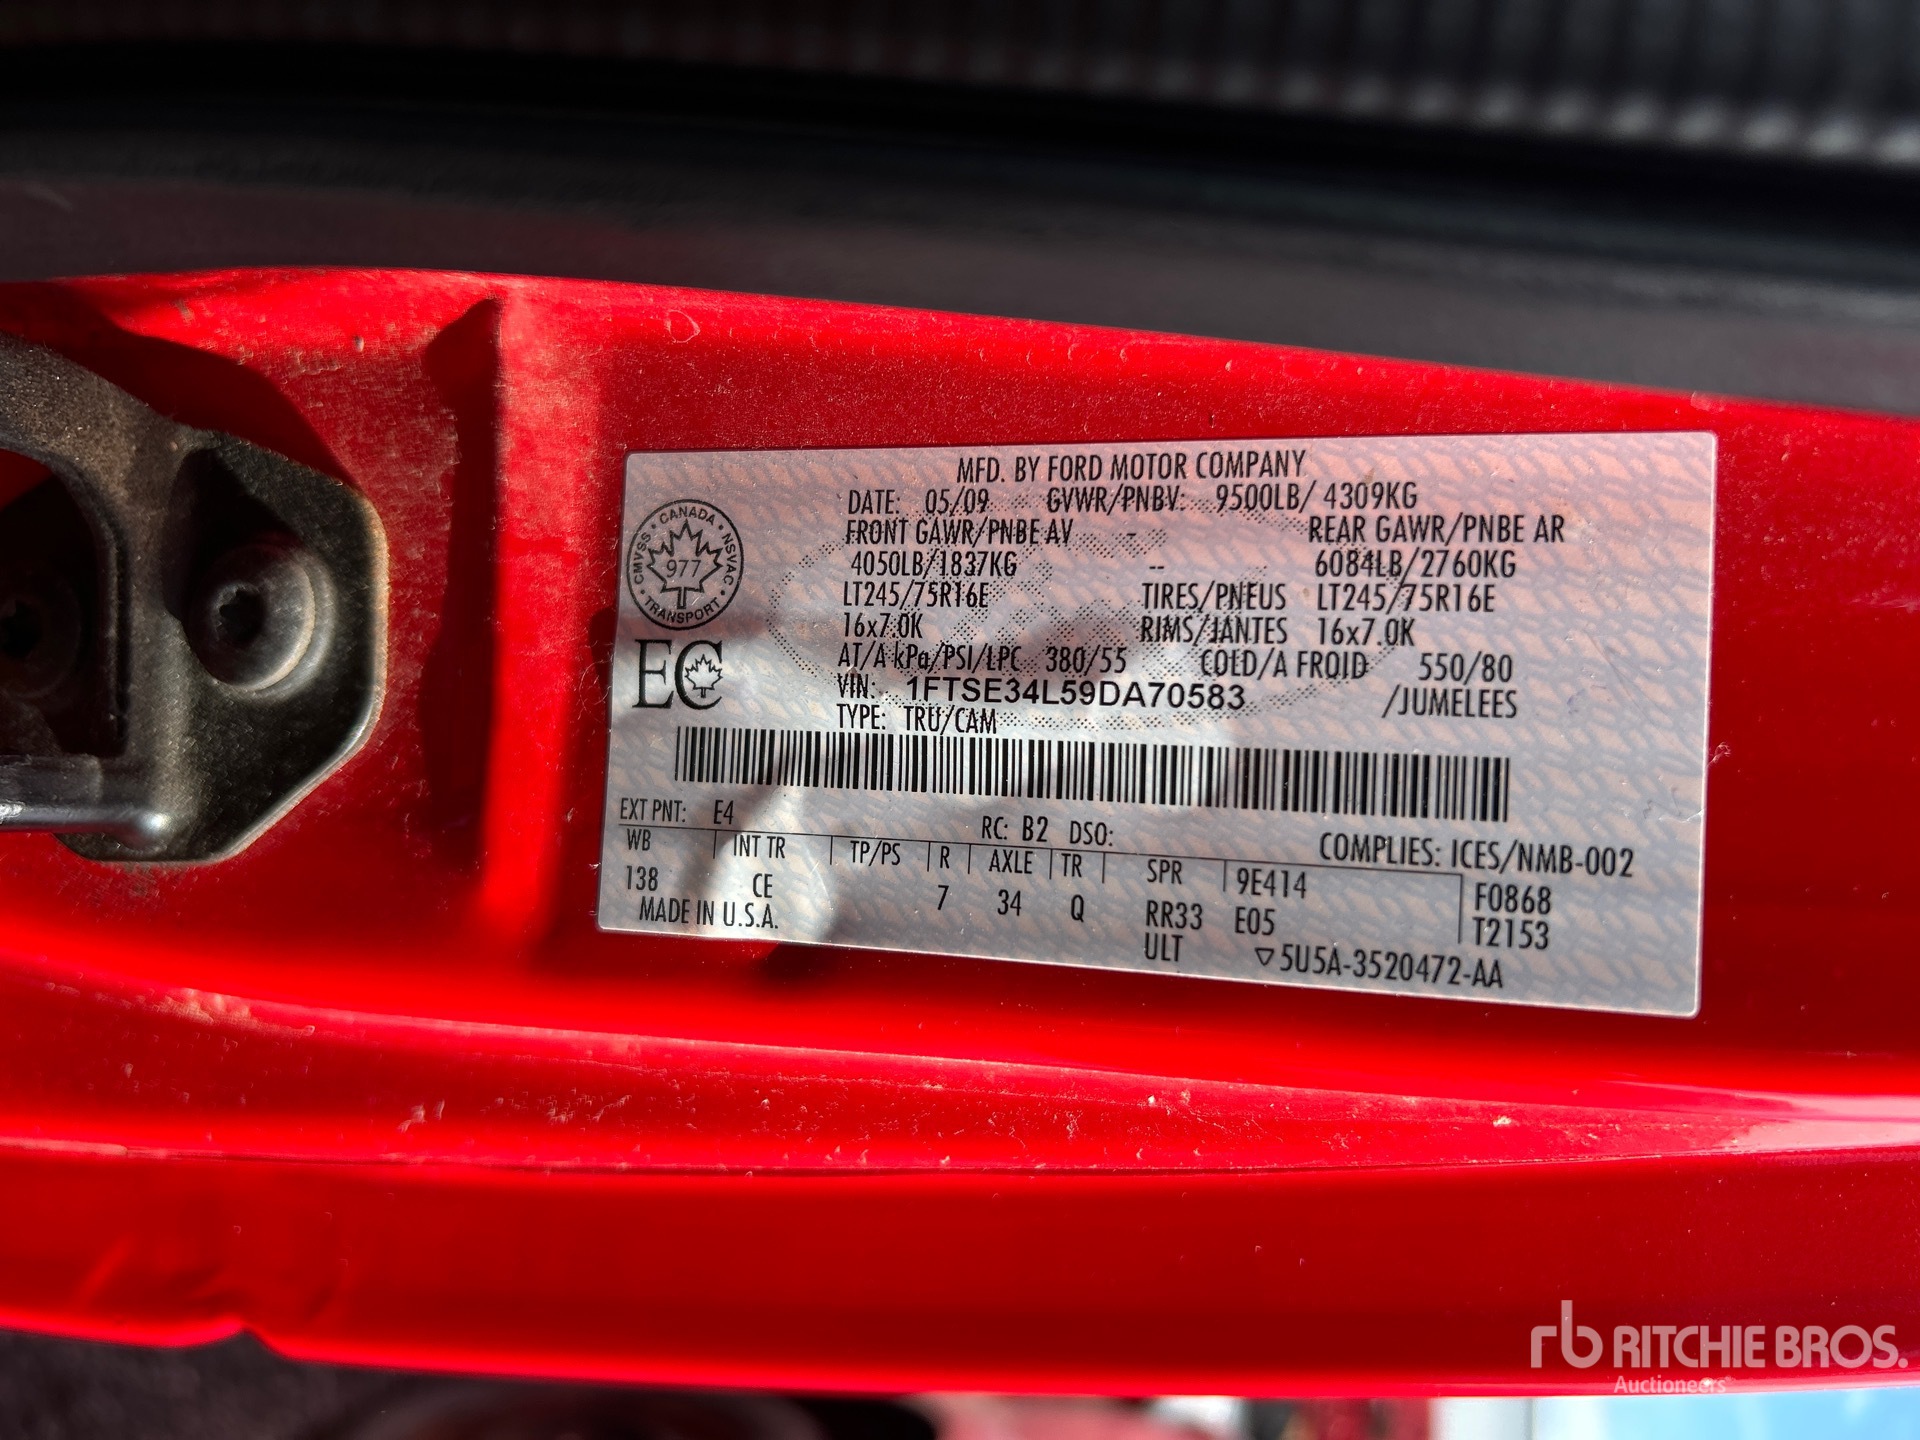 MFD. BY FORD MOTOR COMPANY
DATE: 05/09 GVWR/PNBV: 9500LB/ 4309KG
FRONT GAWR/PNBE AV - REAR GAWR/PNBE AR
4050LB/1837KG -- 6084LB/2760KG
LT245/75R16E TIRES/PNEUS LT245/75R16E
16x7.0K RIMS/JANTES 16x7.0K
AT/A kPa/PSI/LPC 380/55 COLD/A FROID 550/80
VIN: 1FTSE34L59DA70583 /JUMELEES
TYPE: TRU/CAM
CANADA
CMVSS NSVAC
977
TRANSPORT
EC
EXT PNT: E4 RC: B2 DSO:
COMPLIES: ICES/NMB-002
WB INT TR TP/PS R AXLE TR SPR 9E414 F0868
138 CE 7 34 Q RR33 E05 T2153
MADE IN U.S.A. ULT ▽5U5A-3520472-AA
rb RITCHIE BROS.
Auctioneers